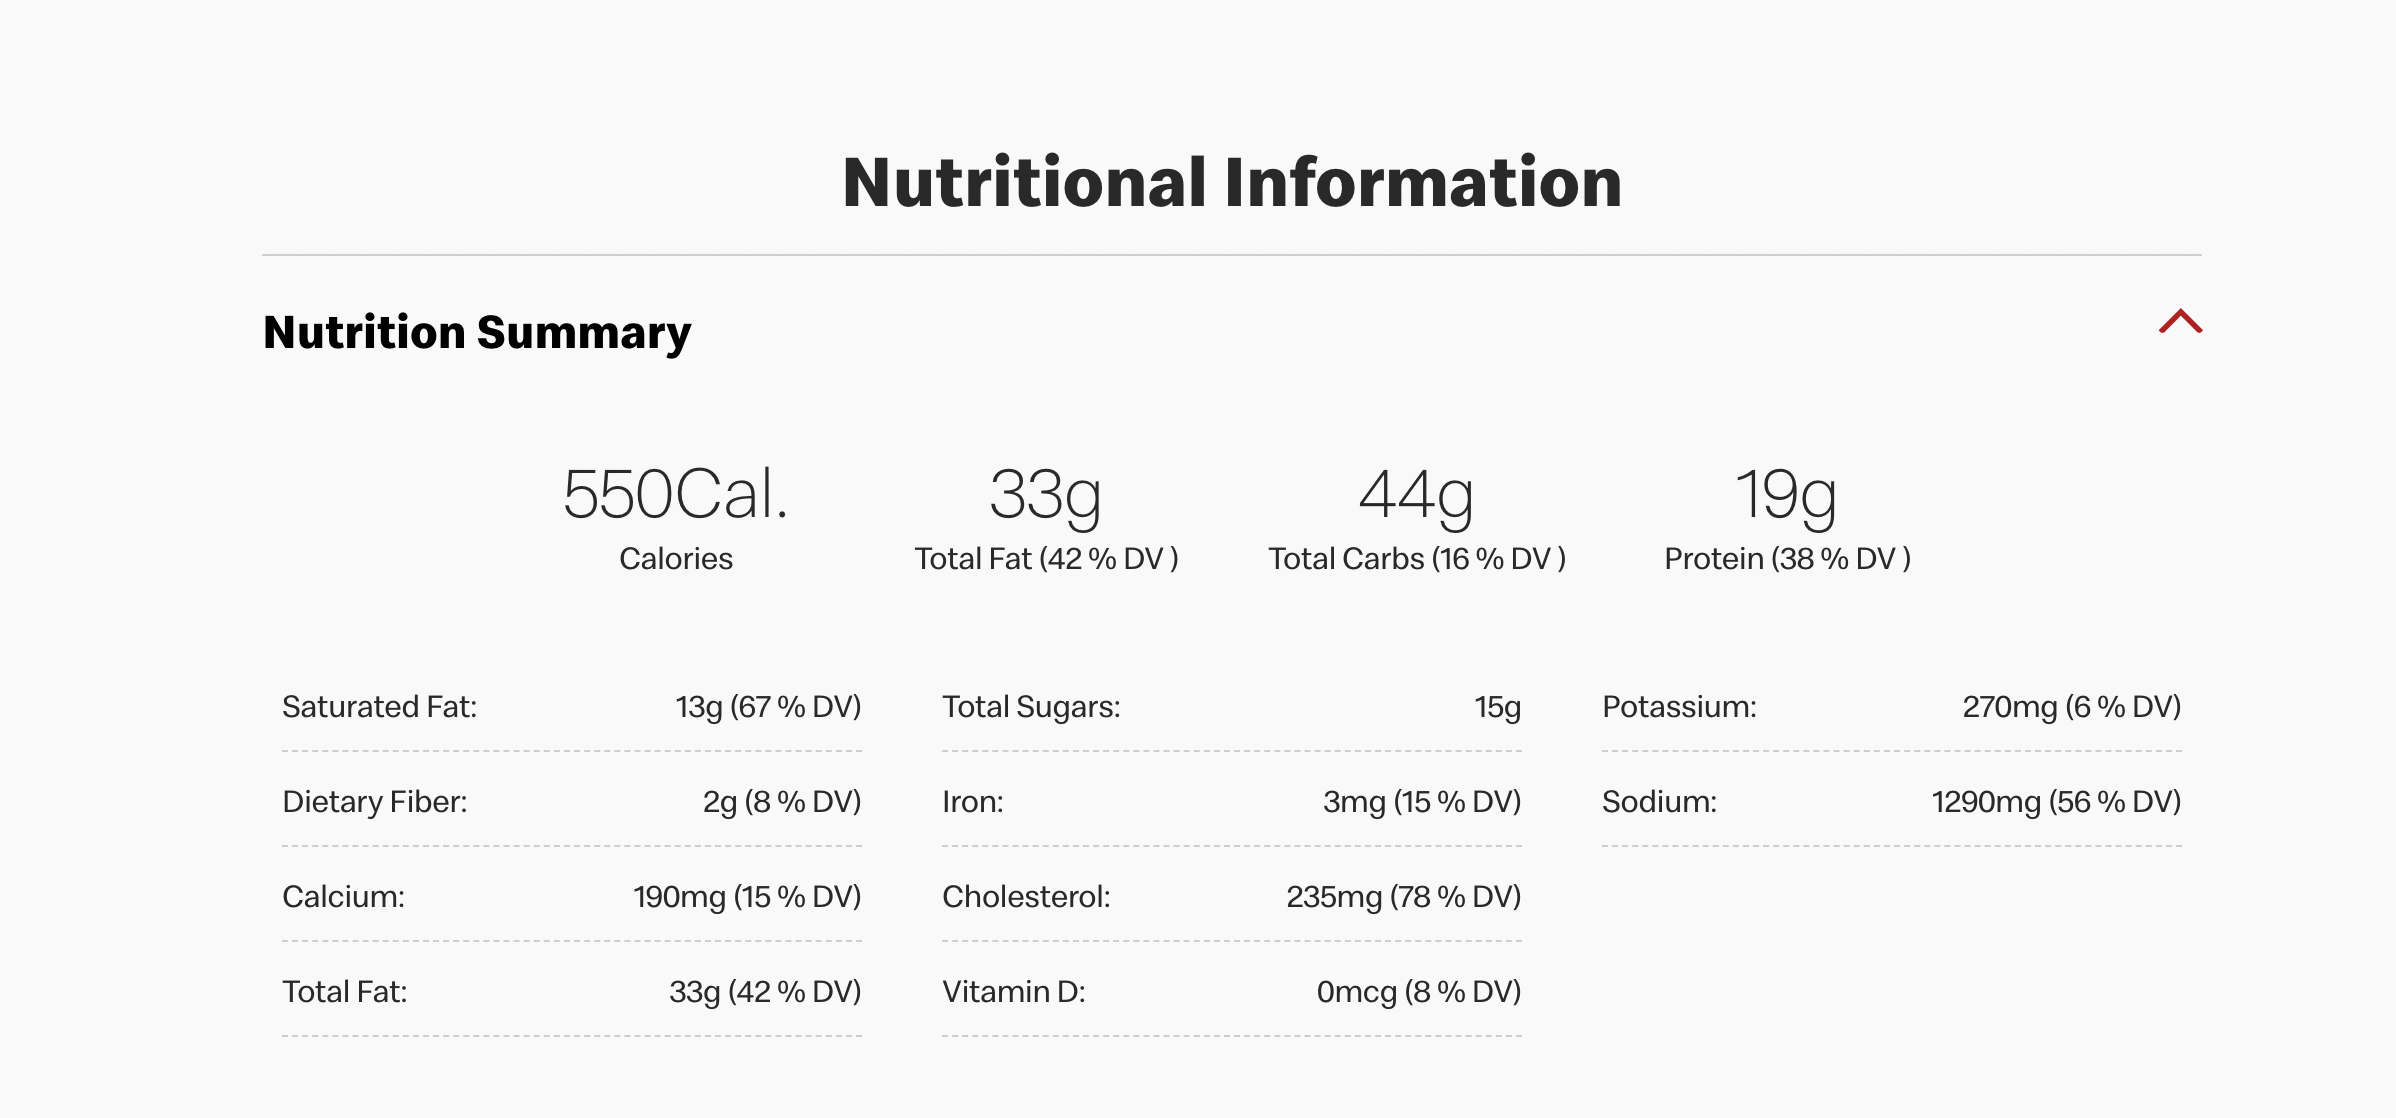 Nutritional Information
Nutrition Summary
550Cal.
Calories
33g
Total Fat (42 % DV )
44g
Total Carbs (16 % DV )
19g
Protein (38 % DV )
Saturated Fat: 13g (67 % DV)
Dietary Fiber: 2g (8 % DV)
Calcium: 190mg (15 % DV)
Total Fat: 33g (42 % DV)
Total Sugars: 15g
Iron: 3mg (15 % DV)
Cholesterol: 235mg (78 % DV)
Vitamin D: 0mcg (8 % DV)
Potassium: 270mg (6 % DV)
Sodium: 1290mg (56 % DV)